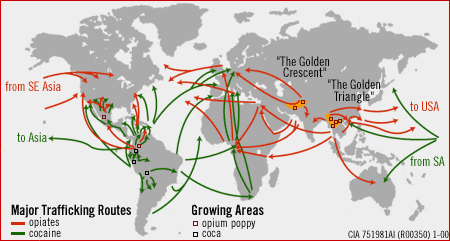 "The Golden
Crescent"
"The Golden
Triangle"
from SE Asia
to USA
to Asia
from SA
Major Trafficking Routes
opiates
cocaine
Growing Areas
opium poppy
coca
CIA 751981AI (R00350) 1-00